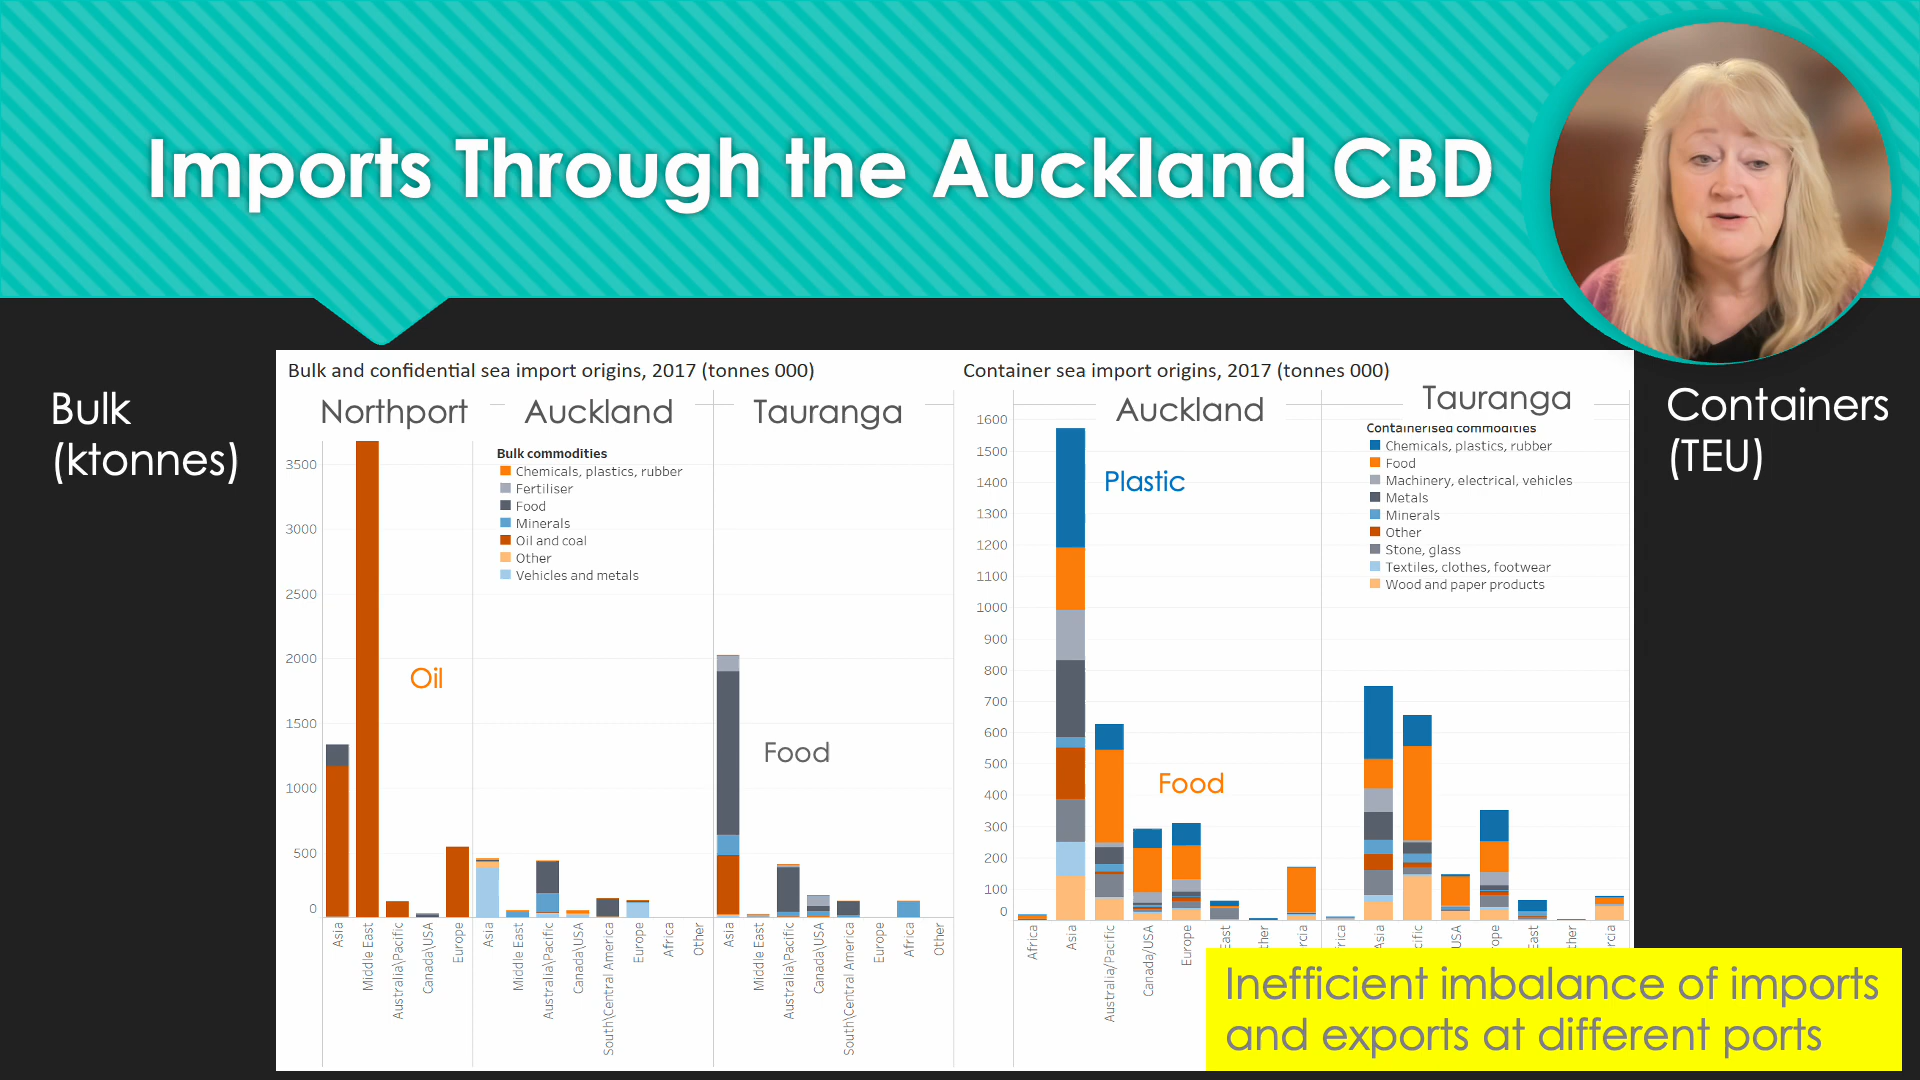 Imports Through the Auckland CBD
Bulk
(ktonnes)
Containers
(TEU)
Bulk and confidential sea import origins, 2017 (tonnes 000)
Northport
Auckland
Tauranga
3500
3000
2500
2000
1500
1000
500
0
Bulk commodities
Chemicals, plastics, rubber
Fertiliser
Food
Minerals
Oil and coal
Other
Vehicles and metals
Oil
Food
Asia
Middle East
Australia\Pacific
Canada\USA
Europe
Asia
Middle East
Australia\Pacific
Canada\USA
South\Central America
Europe
Africa
Other
Asia
Middle East
Australia\Pacific
Canada\USA
South\Central America
Europe
Africa
Other
Container sea import origins, 2017 (tonnes 000)
Auckland
Tauranga
1600
1500
1400
1300
1200
1100
1000
900
800
700
600
500
400
300
200
100
0
Plastic
Food
Containerised commodities
Chemicals, plastics, rubber
Food
Machinery, electrical, vehicles
Metals
Minerals
Other
Stone, glass
Textiles, clothes, footwear
Wood and paper products
Africa
Asia
Australia/Pacific
Canada/USA
Europe
East
USA
East
Inefficient imbalance of imports
and exports at different ports